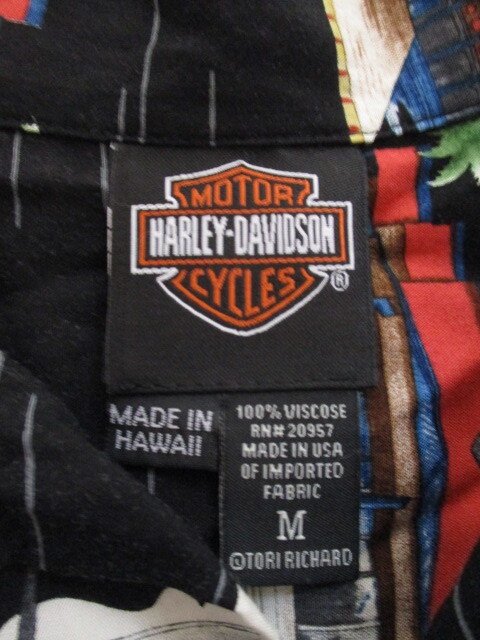 MOTOR
HARLEY-DAVIDSON
CYCLES
®
MADE IN
HAWAII
100% VISCOSE
RN# 20957
MADE IN USA
OF IMPORTED
FABRIC
M
©TORI RICHARD